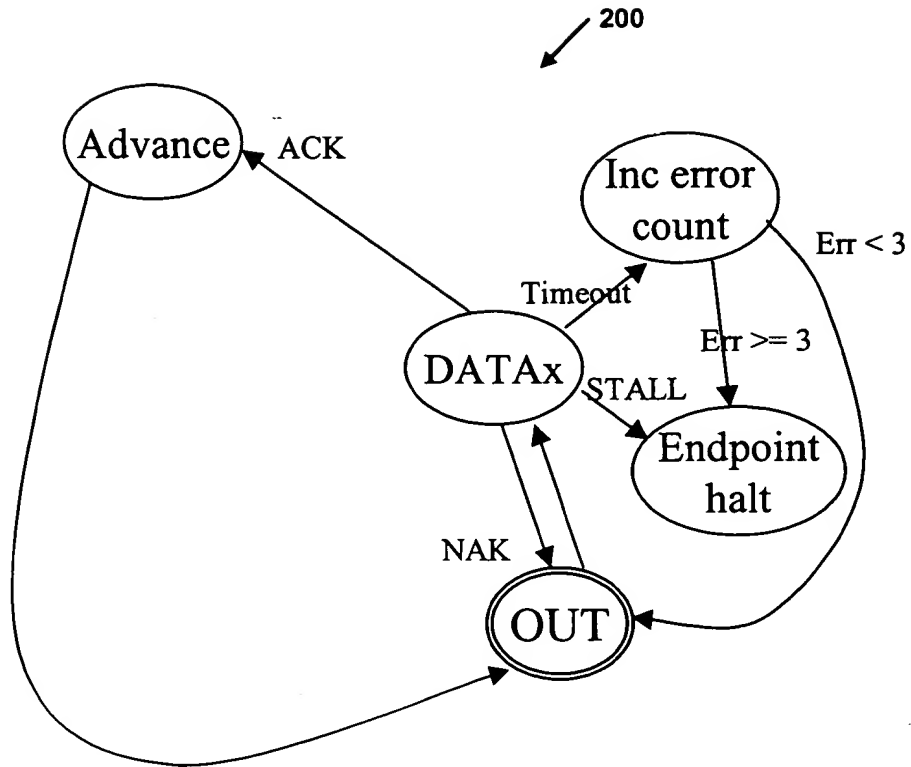 200
Advance
ACK
Inc error
count
Err < 3
Timeout
Err >= 3
DATAx
STALL
Endpoint
halt
NAK
OUT